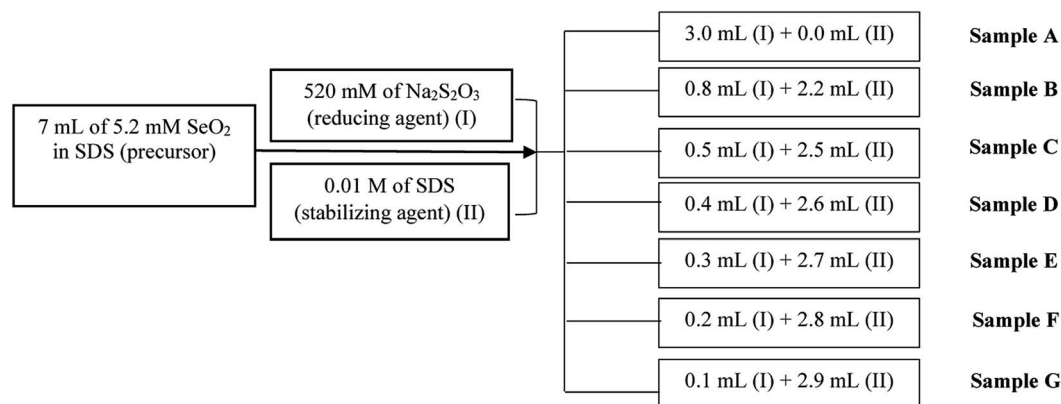 7 mL of 5.2 mM SeO₂
in SDS (precursor)
520 mM of Na₂S₂O₃
(reducing agent) (I)
0.01 M of SDS
(stabilizing agent) (II)
3.0 mL (I) + 0.0 mL (II) Sample A
0.8 mL (I) + 2.2 mL (II) Sample B
0.5 mL (I) + 2.5 mL (II) Sample C
0.4 mL (I) + 2.6 mL (II) Sample D
0.3 mL (I) + 2.7 mL (II) Sample E
0.2 mL (I) + 2.8 mL (II) Sample F
0.1 mL (I) + 2.9 mL (II) Sample G